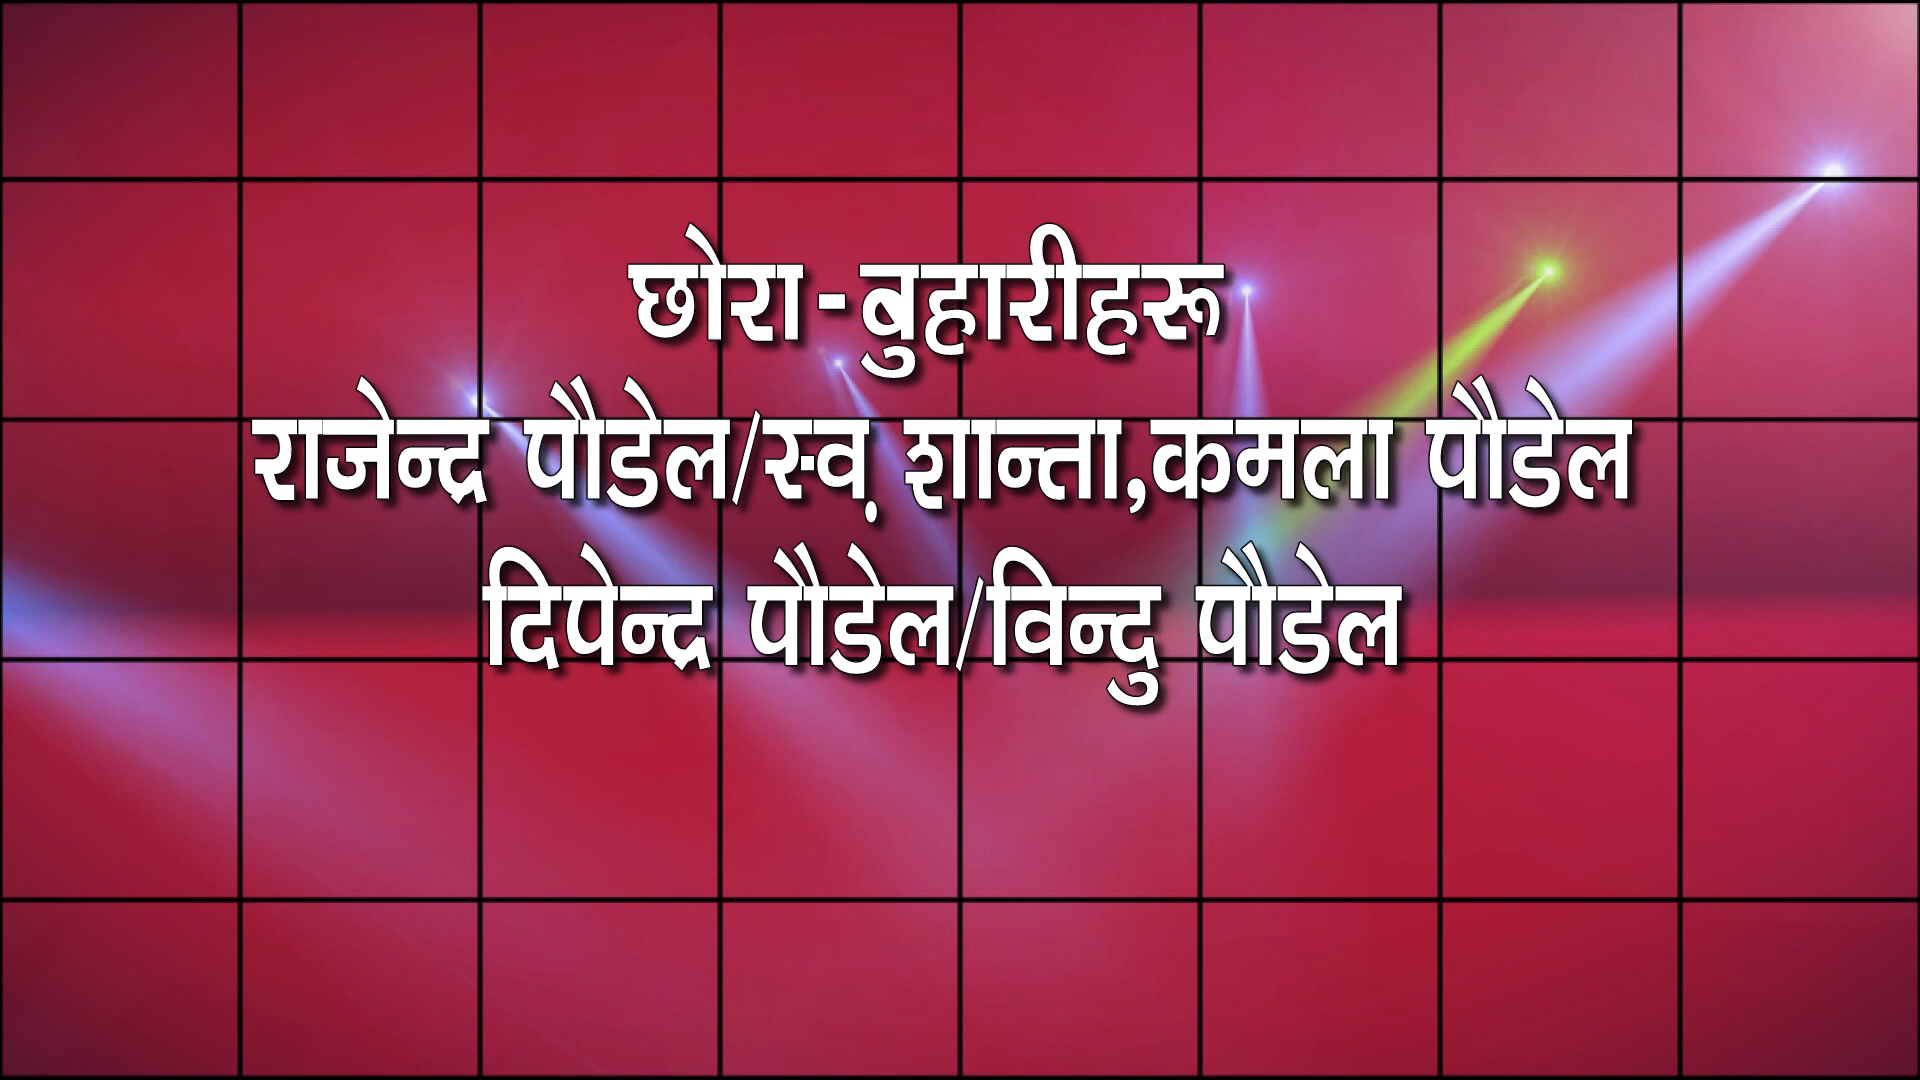 छोरा-बुहारीहरू
राजेन्द्र पौडेल/स्व. शान्ता,कमला पौडेल
दिपेन्द्र पौडेल/विन्दु पौडेल